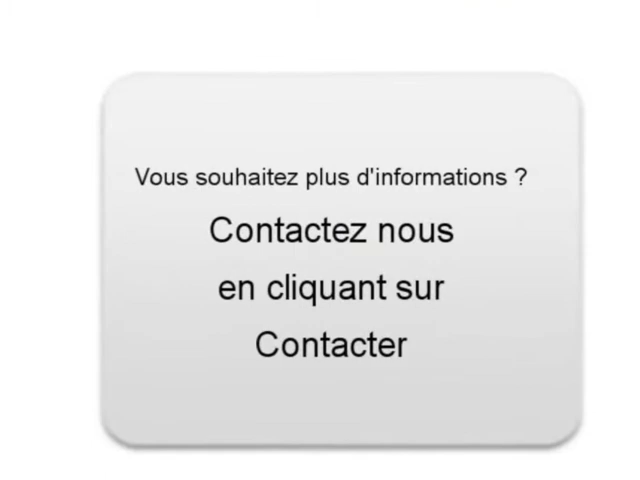 Vous souhaitez plus d'informations ?
Contactez nous
en cliquant sur
Contacter